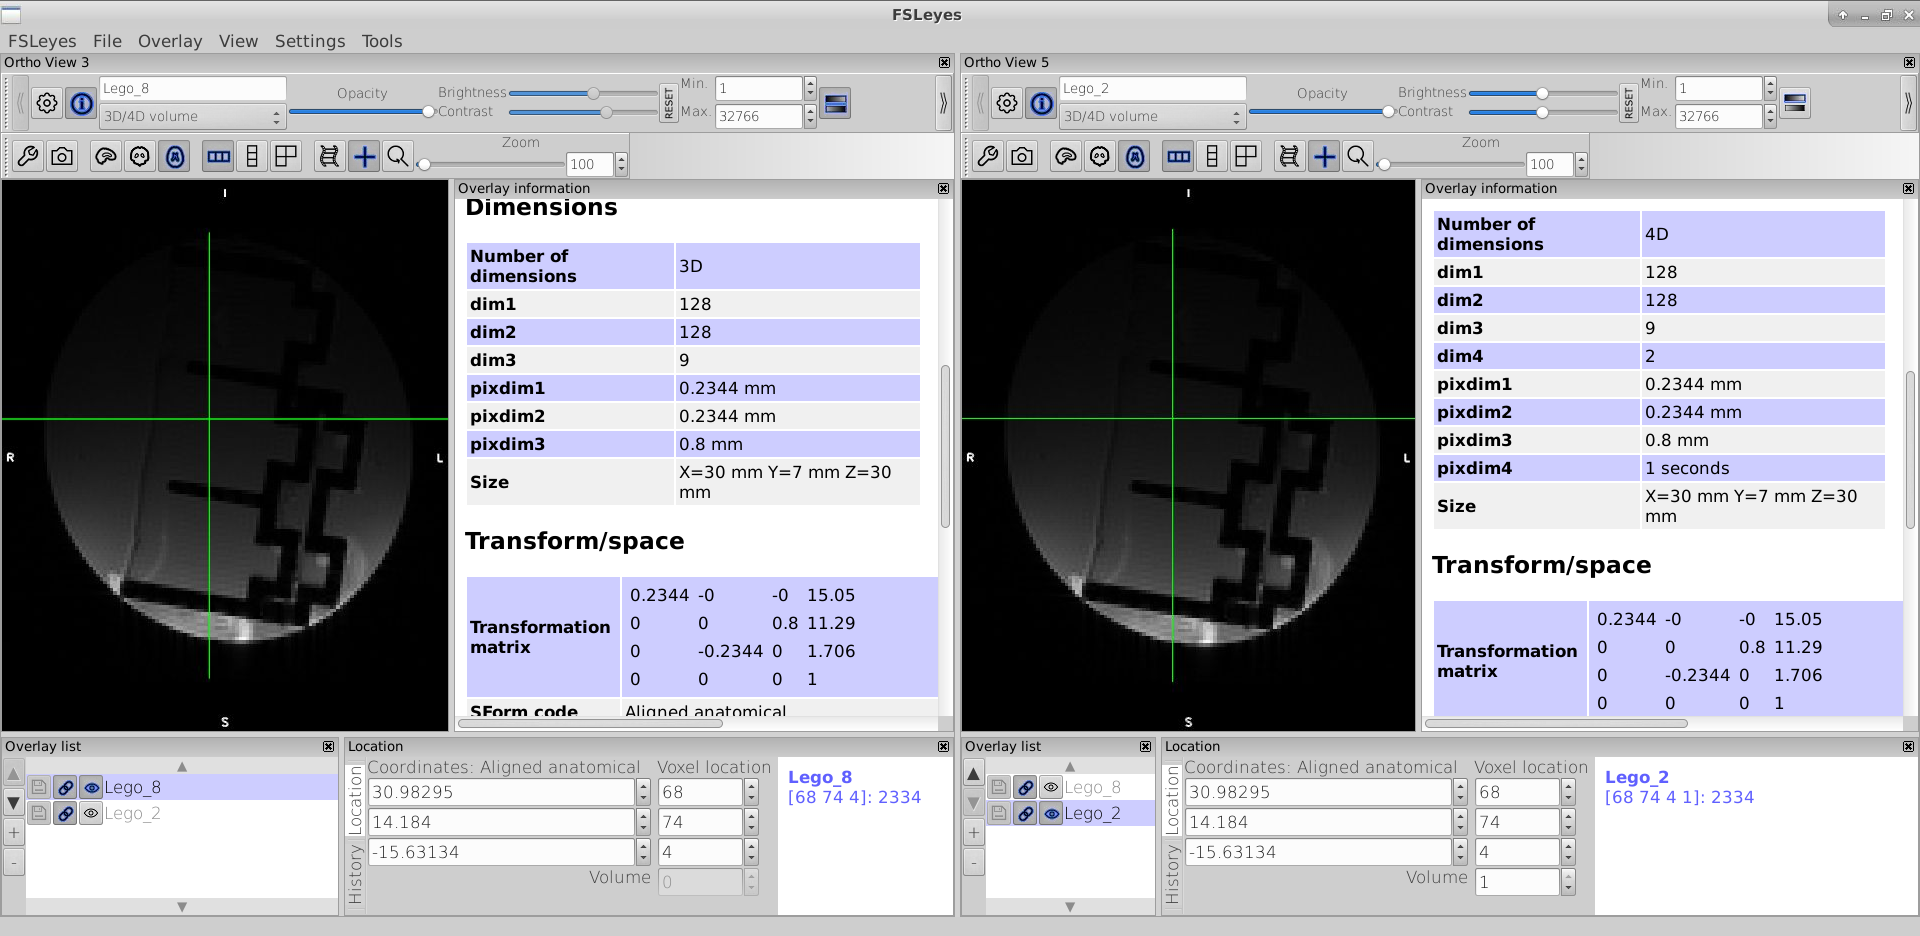 FSLeyes
FSLeyes File Overlay View Settings Tools
Ortho View 3
Lego_8
3D/4D volume
Opacity
Brightness
Contrast
RESET
Min. 1
Max. 32766
Zoom
100
I
R
L
S
Overlay information
Dimensions
Number of
dimensions
3D
dim1 128
dim2 128
dim3 9
pixdim1 0.2344 mm
pixdim2 0.2344 mm
pixdim3 0.8 mm
Size X=30 mm Y=7 mm Z=30
mm
Transform/space
Transformation
matrix
0.2344 -0 -0 15.05
0 0 0.8 11.29
0 -0.2344 0 1.706
0 0 0 1
SForm code Aligned anatomical
Overlay list
Lego_8
Lego_2
+
-
Location
Location
History
Coordinates: Aligned anatomical Voxel location
30.98295 68
14.184 74
-15.63134 4
Volume 0
Lego_8
[68 74 4]: 2334
Ortho View 5
Lego_2
3D/4D volume
Opacity
Brightness
Contrast
RESET
Min. 1
Max. 32766
Zoom
100
I
R
L
S
Overlay information
Number of
dimensions
4D
dim1 128
dim2 128
dim3 9
dim4 2
pixdim1 0.2344 mm
pixdim2 0.2344 mm
pixdim3 0.8 mm
pixdim4 1 seconds
Size X=30 mm Y=7 mm Z=30
mm
Transform/space
Transformation
matrix
0.2344 -0 -0 15.05
0 0 0.8 11.29
0 -0.2344 0 1.706
0 0 0 1
Overlay list
Lego_8
Lego_2
+
-
Location
Location
History
Coordinates: Aligned anatomical Voxel location
30.98295 68
14.184 74
-15.63134 4
Volume 1
Lego_2
[68 74 4 1]: 2334